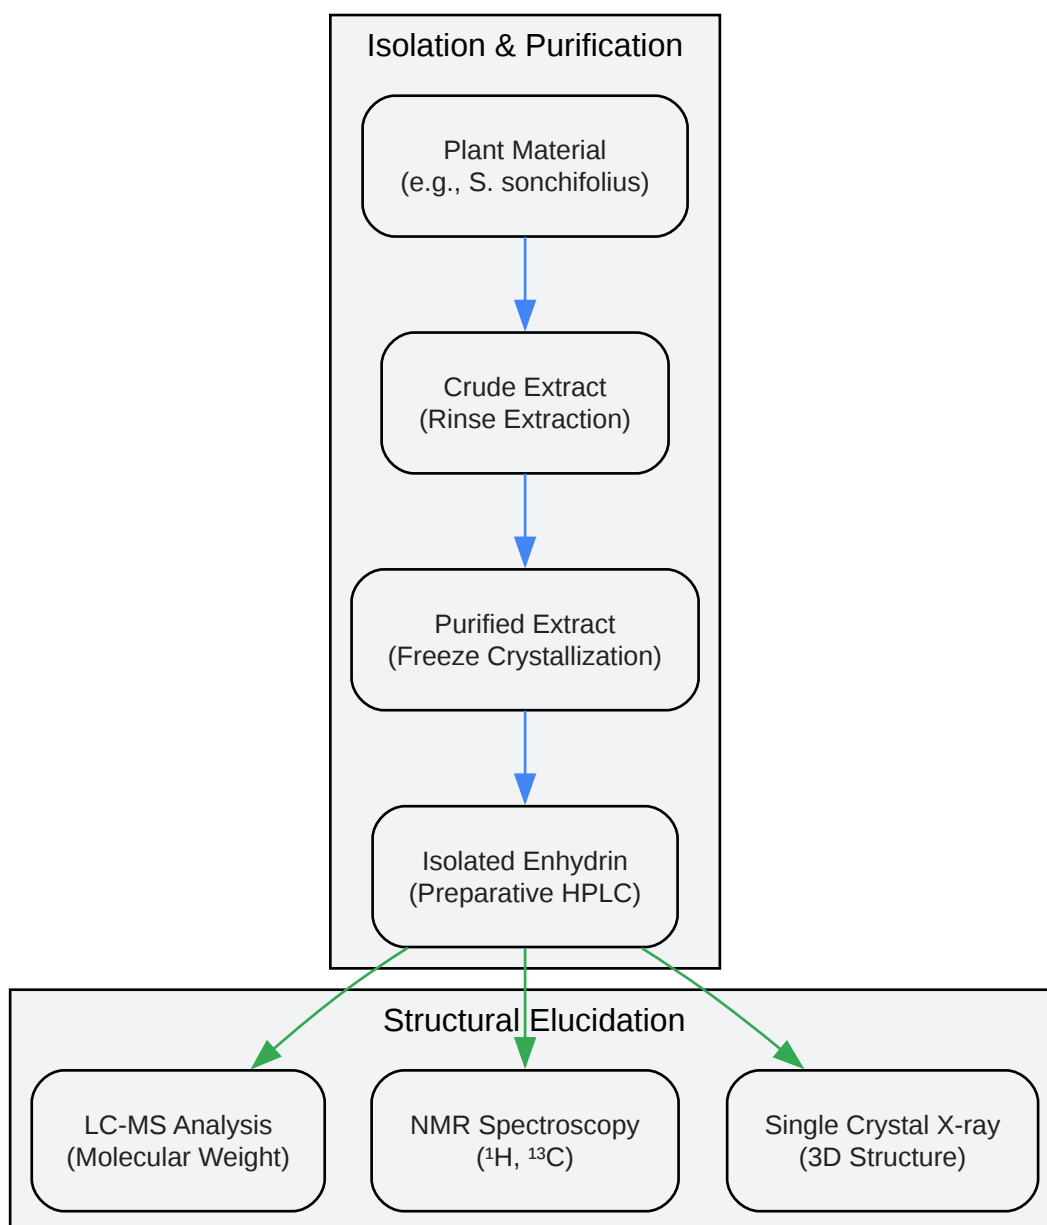 Isolation & Purification
Plant Material
(e.g., S. sonchifolius)
Crude Extract
(Rinse Extraction)
Purified Extract
(Freeze Crystallization)
Isolated Enhydrin
(Preparative HPLC)
Structural Elucidation
LC-MS Analysis
(Molecular Weight)
NMR Spectroscopy
(¹H, ¹³C)
Single Crystal X-ray
(3D Structure)